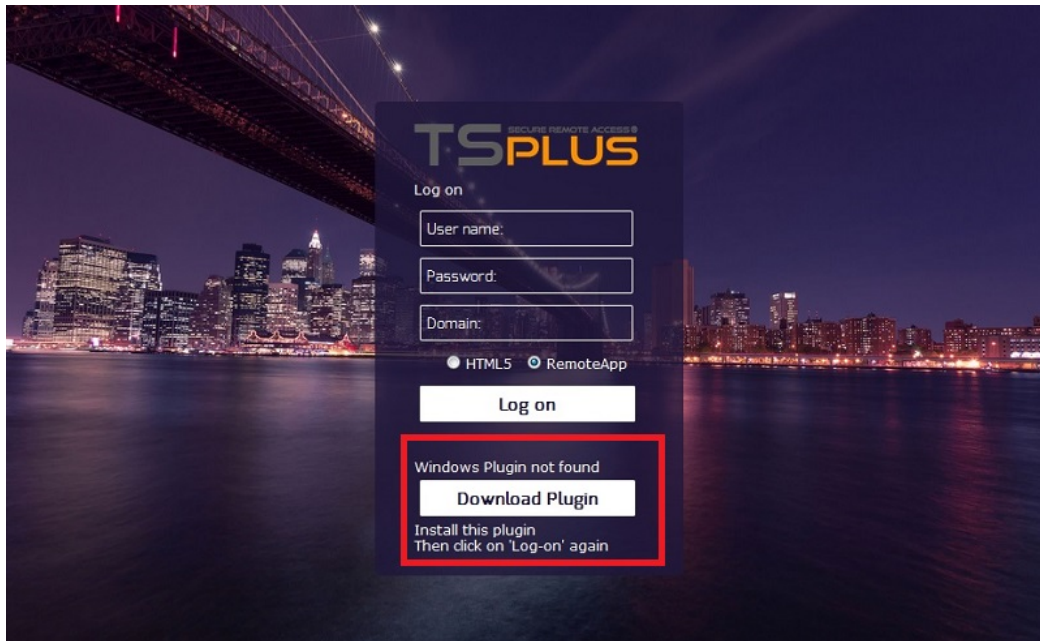 TSPLUS
SECURE REMOTE ACCESS ®
Log on
User name:
Password:
Domain:
HTML5 RemoteApp
Log on
Windows Plugin not found
Download Plugin
Install this plugin
Then click on 'Log-on' again